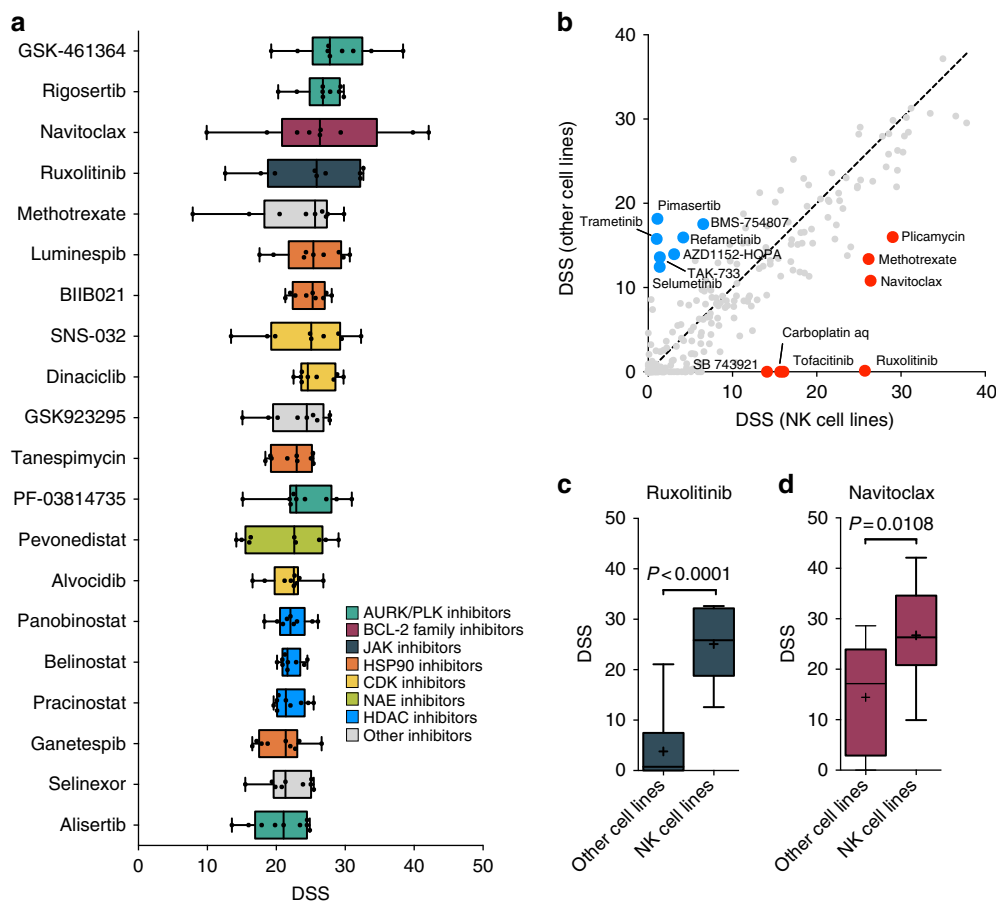 a
GSK-461364
Rigosertib
Navitoclax
Ruxolitinib
Methotrexate
Luminespib
BIIB021
SNS-032
Dinaciclib
GSK923295
Tanespimycin
PF-03814735
Pevonedistat
Alvocidib
Panobinostat
Belinostat
Pracinostat
Ganetespib
Selinexor
Alisertib
AURK/PLK inhibitors
BCL-2 family inhibitors
JAK inhibitors
HSP90 inhibitors
CDK inhibitors
NAE inhibitors
HDAC inhibitors
Other inhibitors
0 10 20 30 40 50
DSS
b
DSS (other cell lines)
40
30
20
10
0
Pimasertib
Trametinib
BMS-754807
Refametinib
AZD1152-HQPA
TAK-733
Selumetinib
Plicamycin
Methotrexate
Navitoclax
Carboplatin aq
SB 743921
Tofacitinib
Ruxolitinib
0 10 20 30 40
DSS (NK cell lines)
c
Ruxolitinib
DSS
50
40
30
20
10
0
P<0.0001
Other cell lines
NK cell lines
d
Navitoclax
DSS
50
40
30
20
10
0
P=0.0108
Other cell lines
NK cell lines